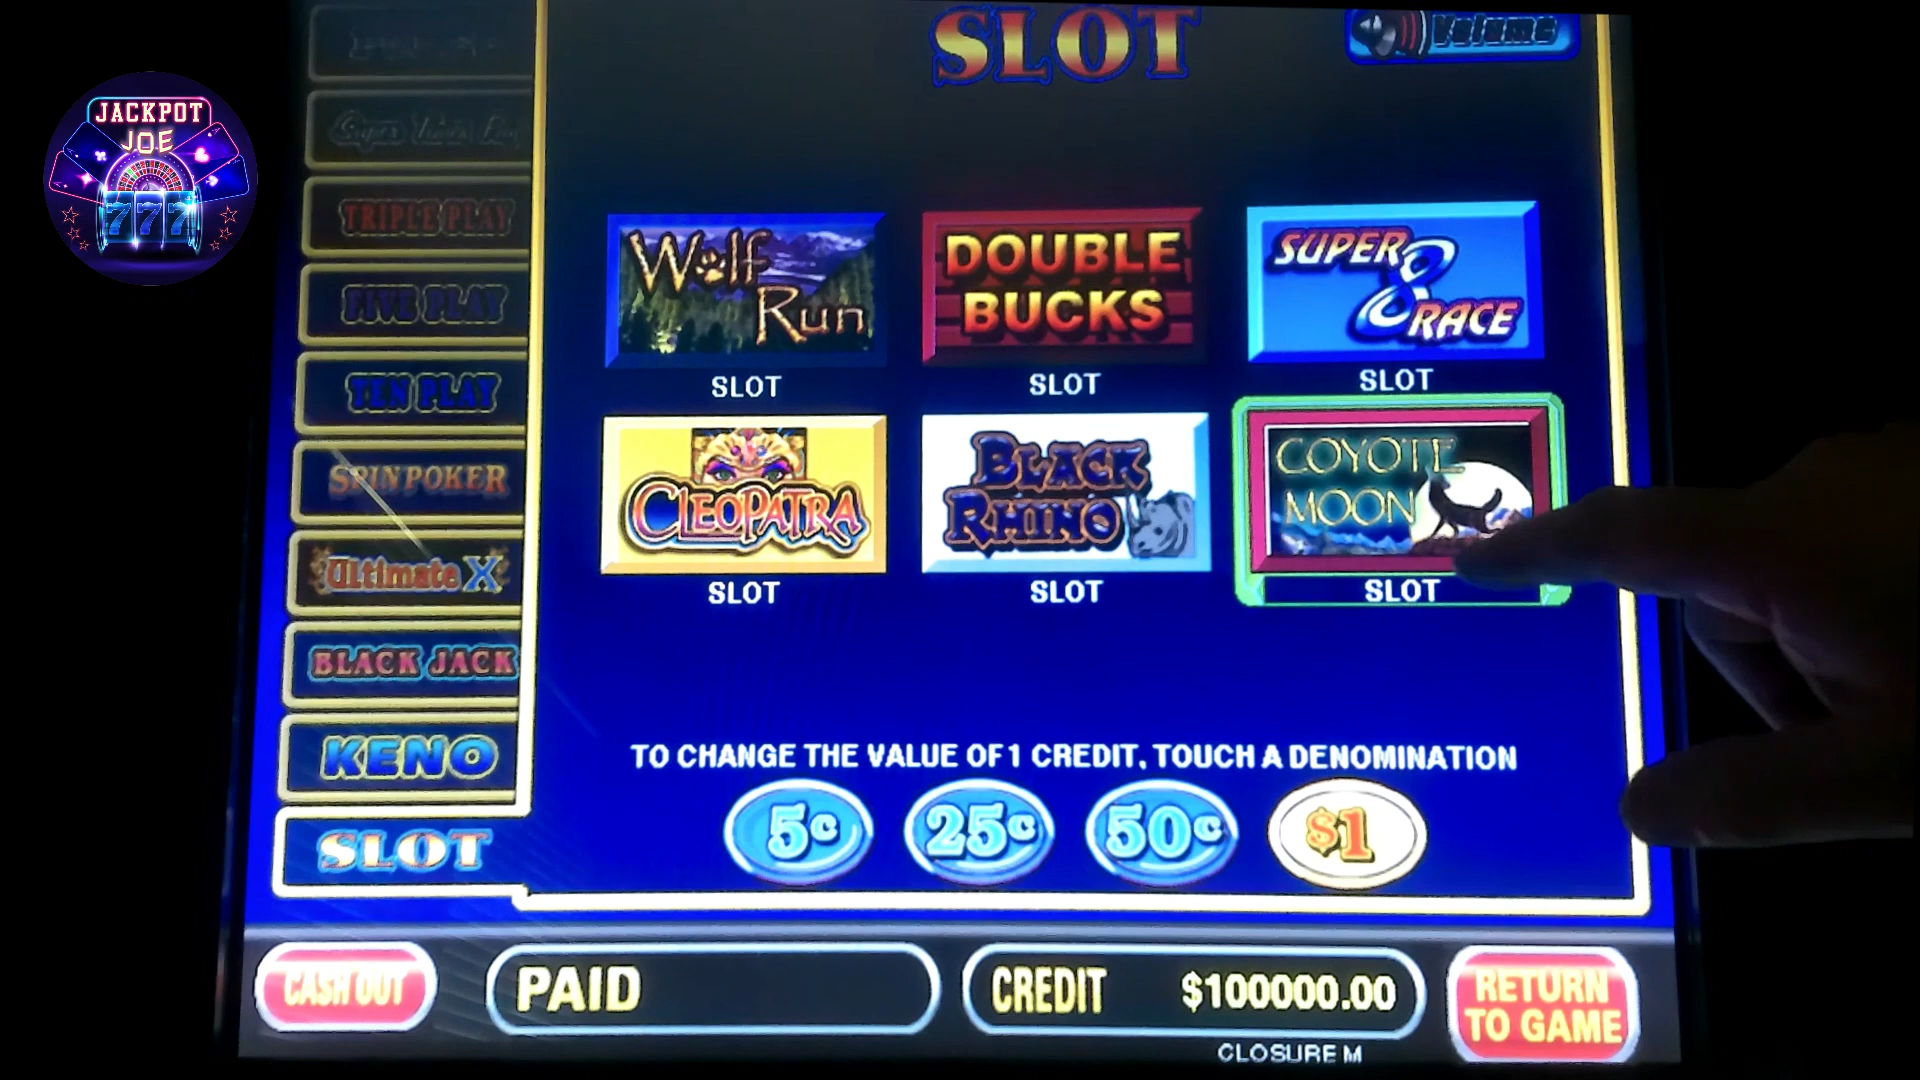 JACKPOT
JOE
777
SLOT
Volume
TRIPLE PLAY
FIVE PLAY
TEN PLAY
SPIN POKER
Ultimate X
BLACK JACK
KENO
SLOT
Wolf
Run
SLOT
DOUBLE
BUCKS
SLOT
SUPER
8
RACE
SLOT
CLEOPATRA
SLOT
BLACK
RHINO
SLOT
COYOTE
MOON
SLOT
TO CHANGE THE VALUE OF 1 CREDIT, TOUCH A DENOMINATION
5¢
25¢
50¢
$1
CASH OUT
PAID
CREDIT $100000.00
RETURN
TO GAME
CLOSURE M